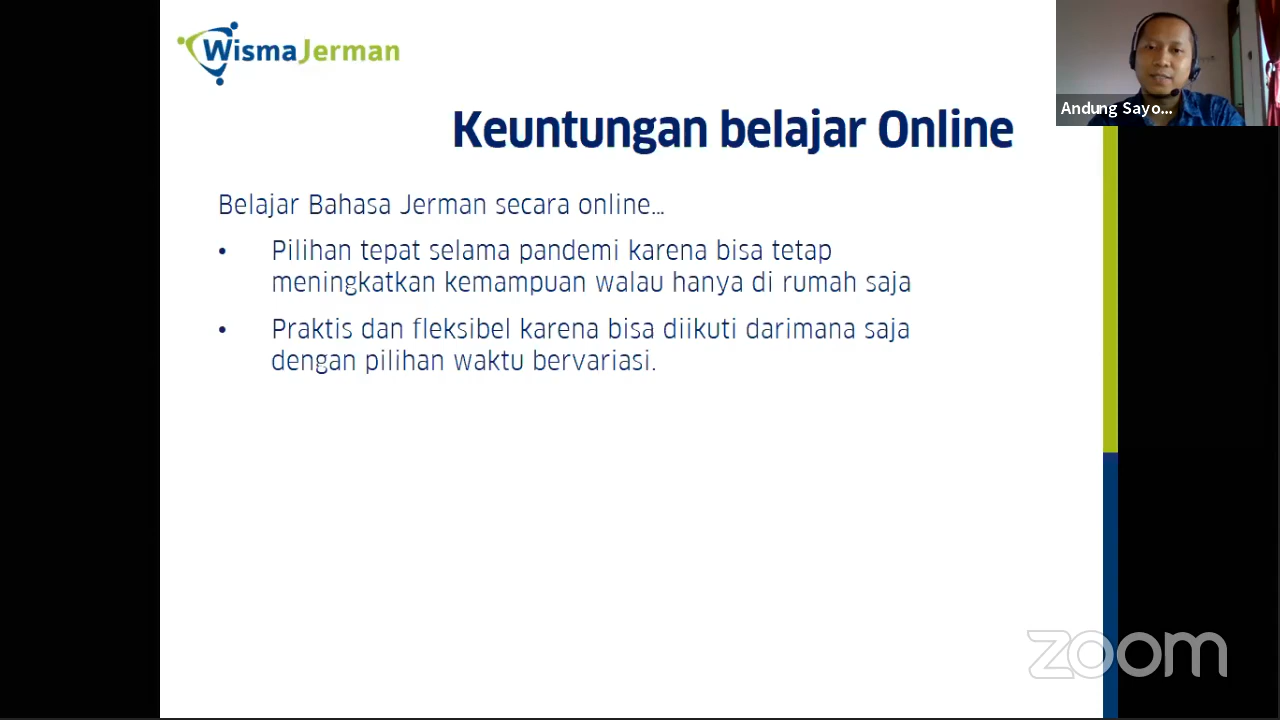 WismaJerman
Andung Sayo...
Keuntungan belajar Online
Belajar Bahasa Jerman secara online...
• Pilihan tepat selama pandemi karena bisa tetap
meningkatkan kemampuan walau hanya di rumah saja
• Praktis dan fleksibel karena bisa diikuti darimana saja
dengan pilihan waktu bervariasi.
zoom